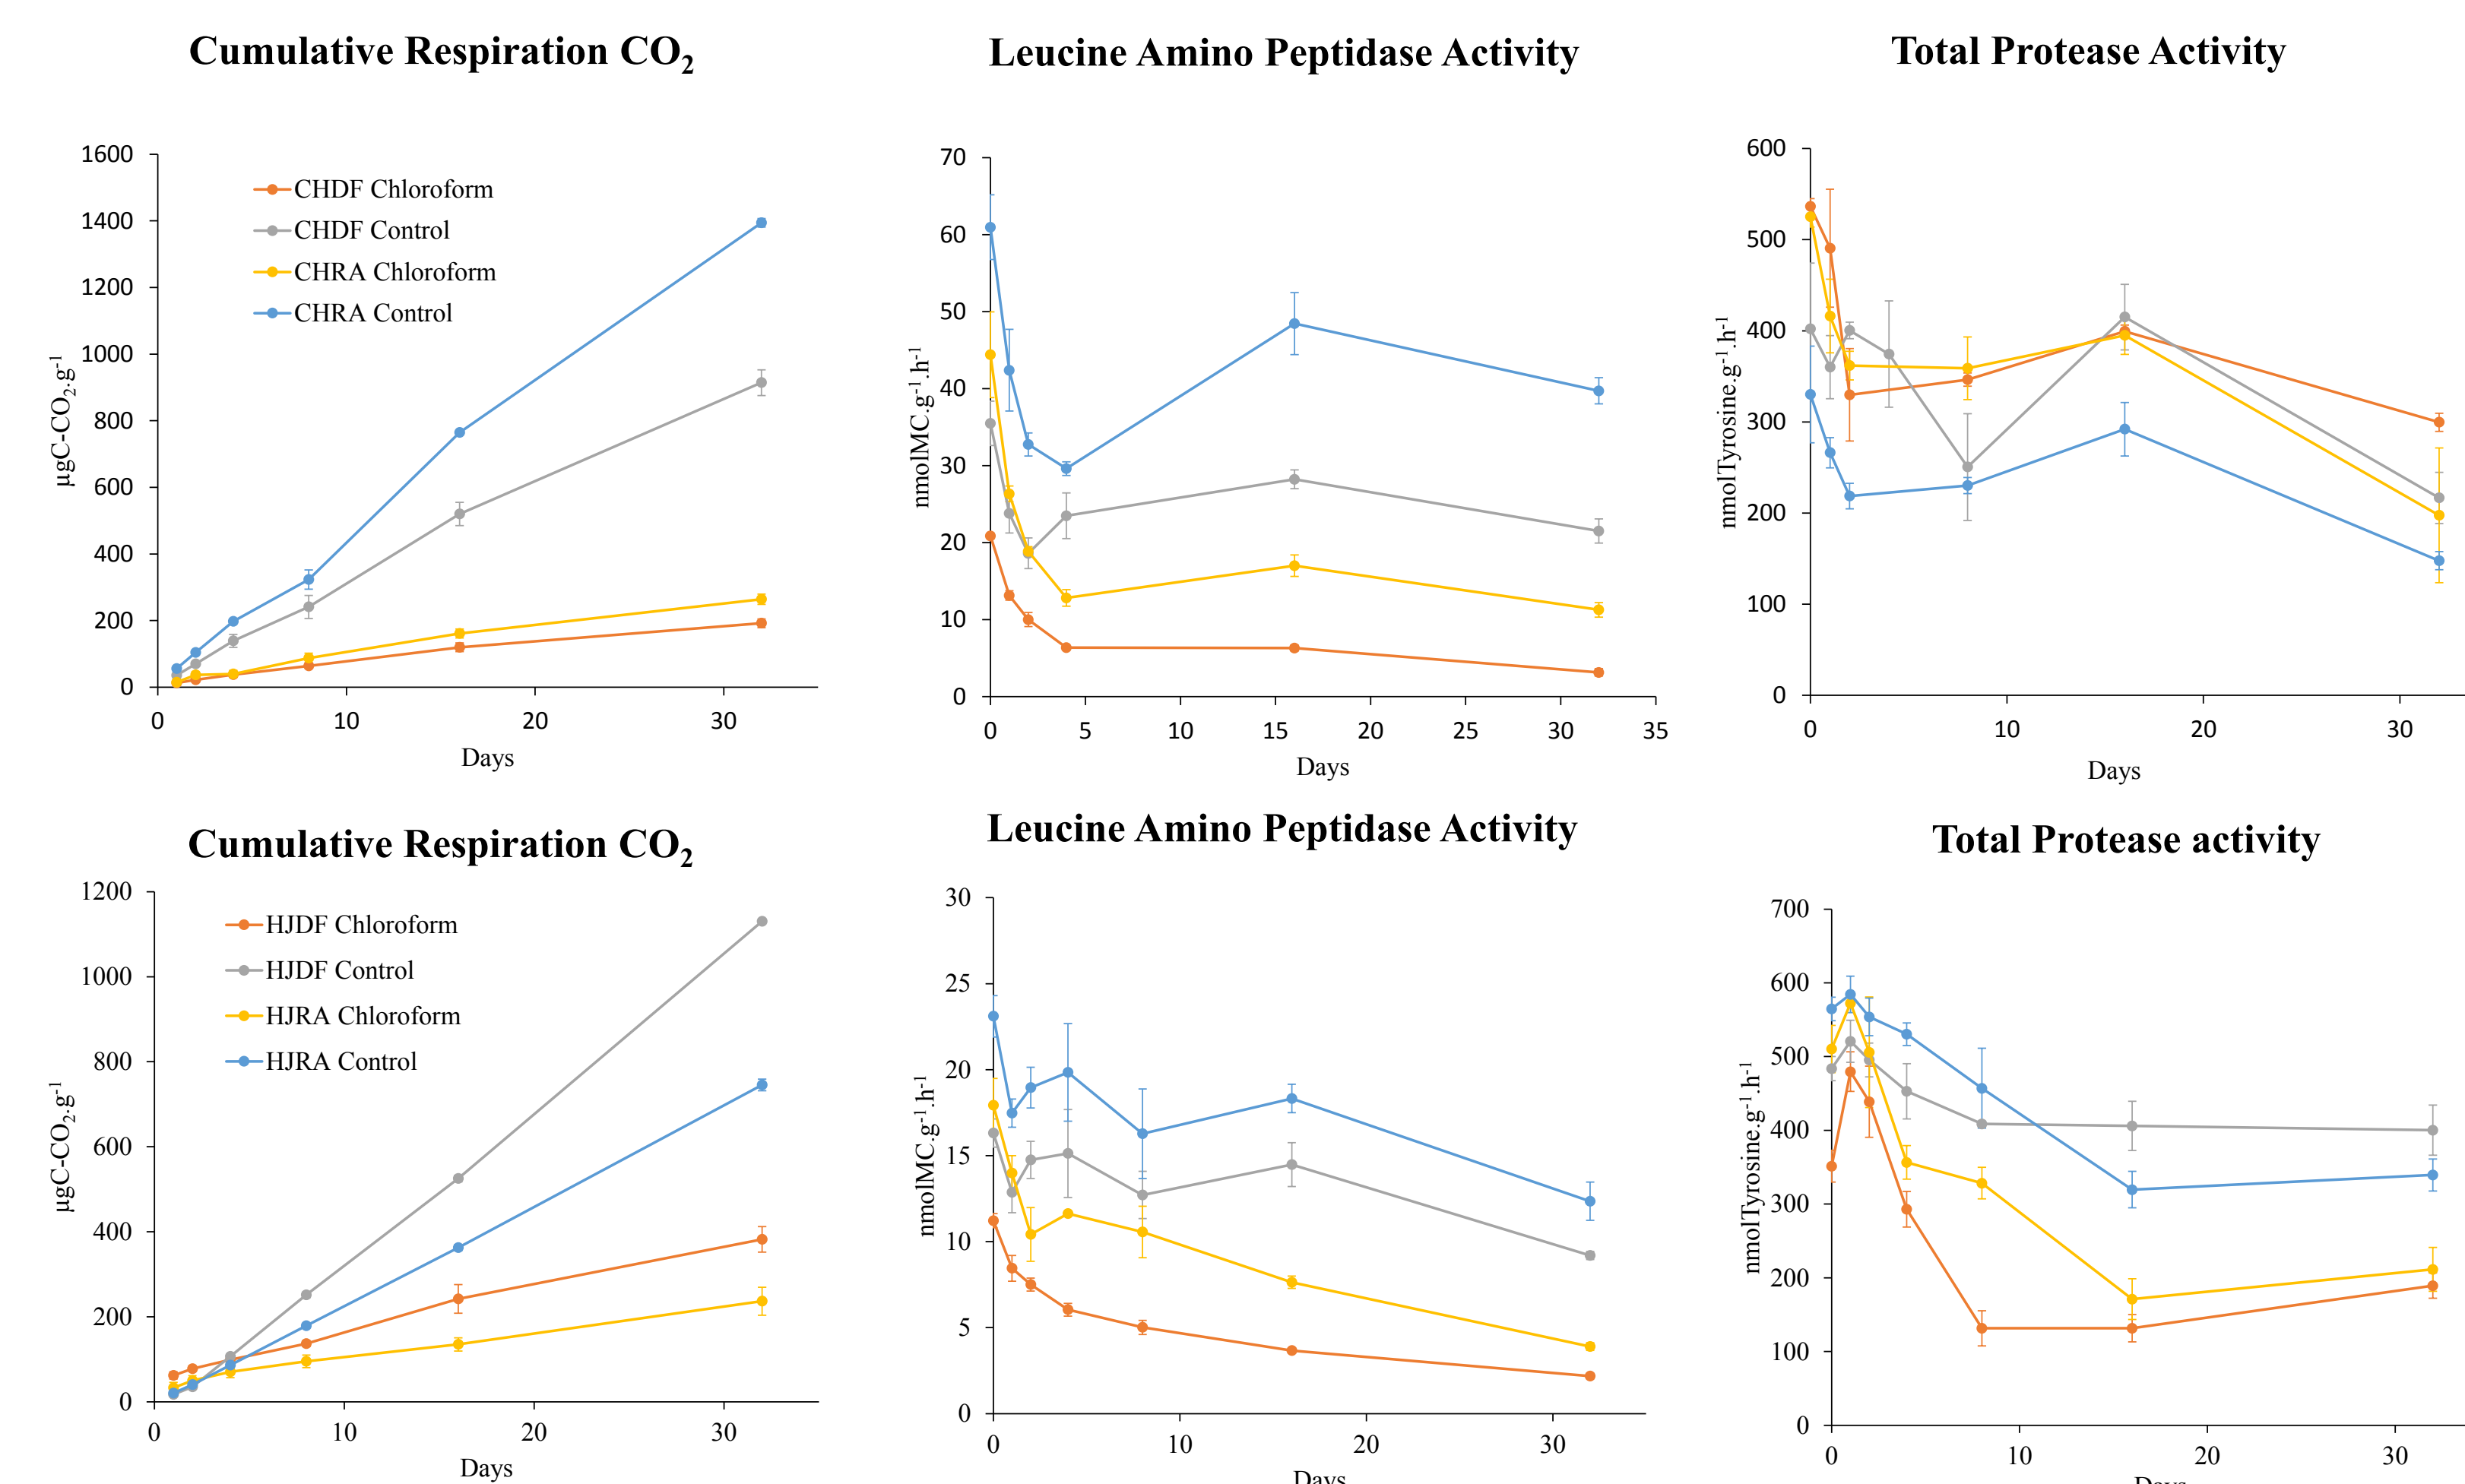 Cumulative Respiration CO₂
1600
1400
1200
1000
800
600
400
200
0
0 10 20 30
µgC-CO₂.g⁻¹
Days
CHDF Chloroform
CHDF Control
CHRA Chloroform
CHRA Control
Leucine Amino Peptidase Activity
70
60
50
40
30
20
10
0
0 5 10 15 20 25 30 35
nmolMC.g⁻¹.h⁻¹
Days
Total Protease Activity
600
500
400
300
200
100
0
0 10 20 30
nmolTyrosine.g⁻¹.h⁻¹
Days
Cumulative Respiration CO₂
1200
1000
800
600
400
200
0
0 10 20 30
µgC-CO₂.g⁻¹
Days
HJDF Chloroform
HJDF Control
HJRA Chloroform
HJRA Control
Leucine Amino Peptidase Activity
30
25
20
15
10
5
0
0 10 20 30
nmolMC.g⁻¹.h⁻¹
Days
Total Protease activity
700
600
500
400
300
200
100
0
0 10 20 30
nmolTyrosine.g⁻¹.h⁻¹
Days